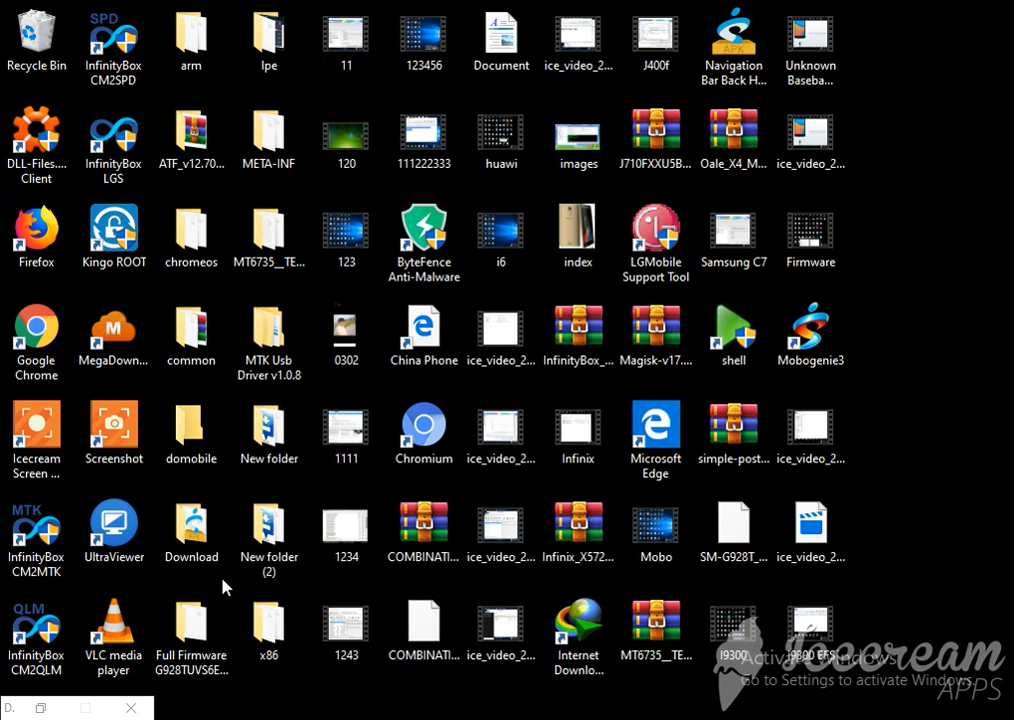 SPD
InfinityBox
CM2SPD
Recycle Bin
arm
lpe
11
123456
Document
ice_video_2...
J400f
Navigation
Bar Back H...
Unknown
Baseba...
DLL-Files....
Client
InfinityBox
LGS
ATF_v12.70...
META-INF
120
111222333
huawi
images
J710FXXU5B...
Oale_X4_M...
ice_video_2...
Firefox
Kingo ROOT
chromeos
MT6735__TE...
123
ByteFence
Anti-Malware
i6
index
LGMobile
Support Tool
Samsung C7
Firmware
Google
Chrome
MegaDown...
common
MTK Usb
Driver v1.0.8
0302
China Phone
ice_video_2...
InfinityBox_...
Magisk-v17....
shell
Mobogenie3
Icecream
Screen ...
Screenshot
domobile
New folder
1111
Chromium
ice_video_2...
Infinix
Microsoft
Edge
simple-post...
ice_video_2...
MTK
InfinityBox
CM2MTK
UltraViewer
Download
New folder
(2)
1234
COMBINATI...
ice_video_2...
Infinix_X572...
Mobo
SM-G928T_...
ice_video_2...
QLM
InfinityBox
CM2QLM
VLC media
player
Full Firmware
G928TUVS6E...
x86
1243
COMBINATI...
ice_video_2...
Internet
Downlo...
MT6735__TE...
I9300
i9300 EFS
Activate Windows
Go to Settings to activate Windows.
Icecream
APPS
D.